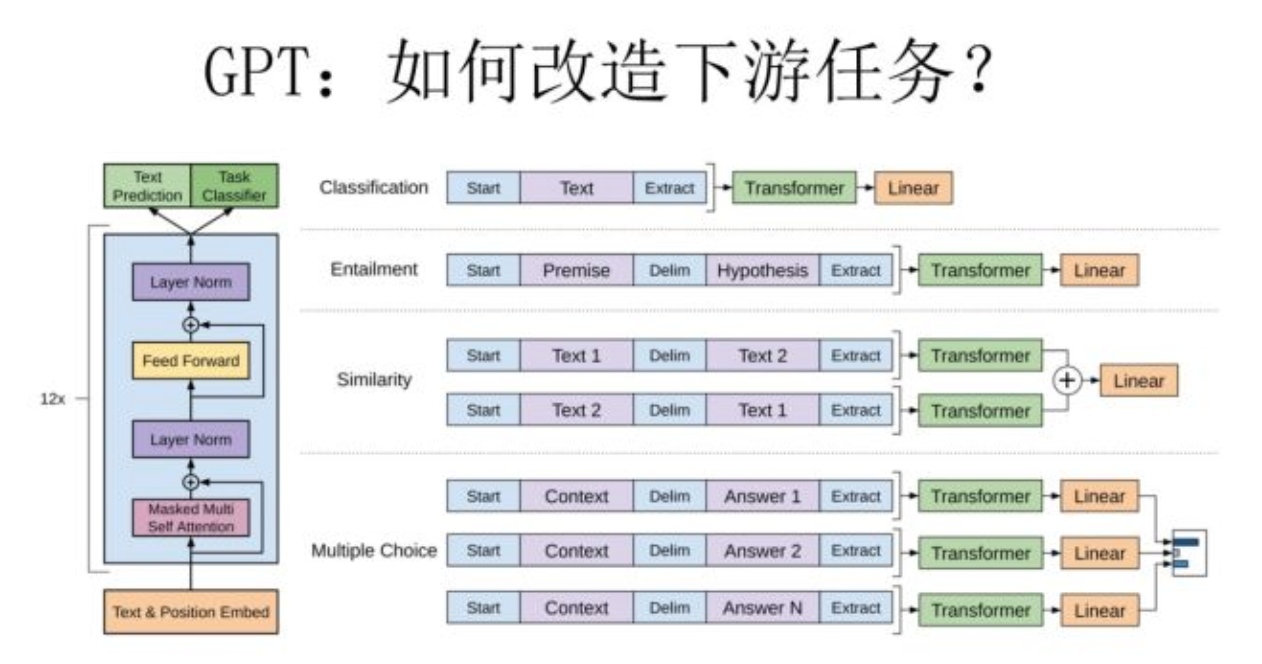 GPT: 如何改造下游任务？
Text
Prediction
Task
Classifier
12x
Layer Norm
Feed Forward
Layer Norm
Masked Multi
Self Attention
Text & Position Embed
Classification
Start Text Extract Transformer Linear
Entailment
Start Premise Delim Hypothesis Extract Transformer Linear
Similarity
Start Text 1 Delim Text 2 Extract Transformer
Start Text 2 Delim Text 1 Extract Transformer
Linear
Multiple Choice
Start Context Delim Answer 1 Extract Transformer Linear
Start Context Delim Answer 2 Extract Transformer Linear
Start Context Delim Answer N Extract Transformer Linear